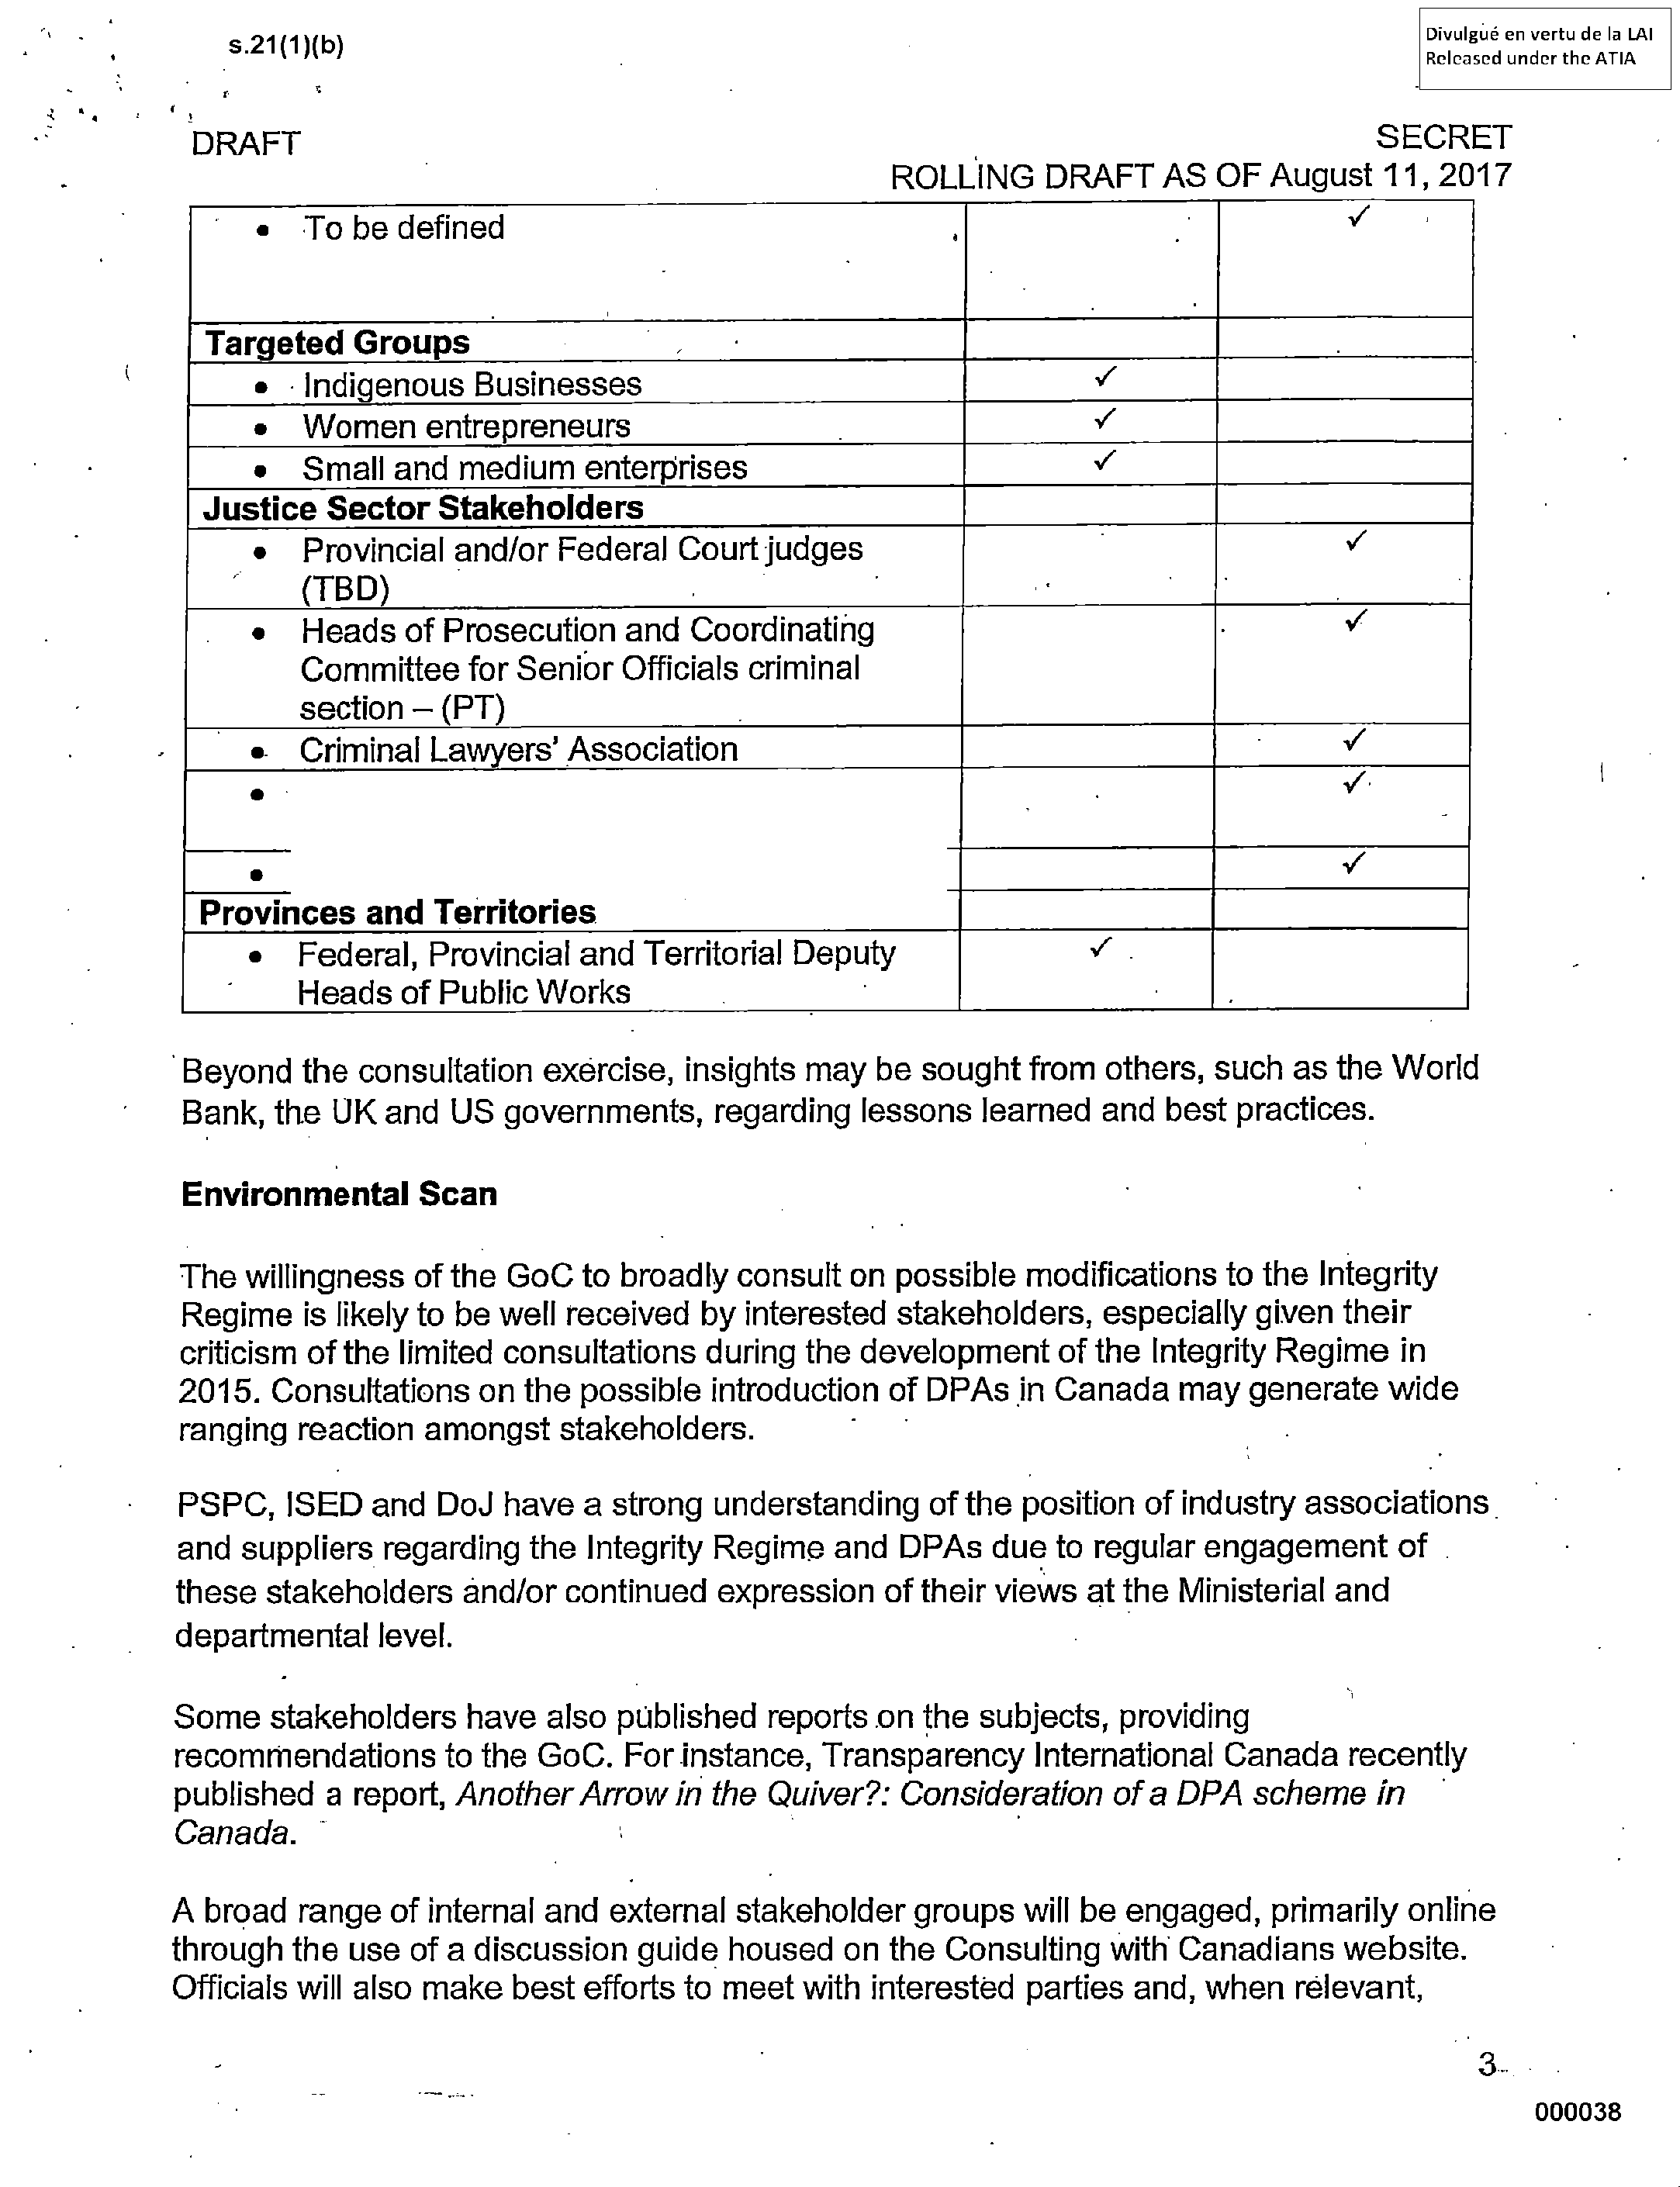 s.21(1)(b)
Divulgué en vertu de la LAI
Released under the ATIA
DRAFT
SECRET
ROLLING DRAFT AS OF August 11, 2017
• To be defined ✓
Targeted Groups
• Indigenous Businesses ✓
• Women entrepreneurs ✓
• Small and medium enterprises ✓
Justice Sector Stakeholders
• Provincial and/or Federal Court judges ✓
(TBD)
• Heads of Prosecution and Coordinating ✓
Committee for Senior Officials criminal
section – (PT)
• Criminal Lawyers' Association ✓
• ✓
• ✓
Provinces and Territories
• Federal, Provincial and Territorial Deputy ✓
Heads of Public Works
Beyond the consultation exercise, insights may be sought from others, such as the World
Bank, the UK and US governments, regarding lessons learned and best practices.
Environmental Scan
The willingness of the GoC to broadly consult on possible modifications to the Integrity
Regime is likely to be well received by interested stakeholders, especially given their
criticism of the limited consultations during the development of the Integrity Regime in
2015. Consultations on the possible introduction of DPAs in Canada may generate wide
ranging reaction amongst stakeholders.
PSPC, ISED and DoJ have a strong understanding of the position of industry associations
and suppliers regarding the Integrity Regime and DPAs due to regular engagement of
these stakeholders and/or continued expression of their views at the Ministerial and
departmental level.
Some stakeholders have also published reports on the subjects, providing
recommendations to the GoC. For instance, Transparency International Canada recently
published a report, Another Arrow in the Quiver?: Consideration of a DPA scheme in
Canada.
A broad range of internal and external stakeholder groups will be engaged, primarily online
through the use of a discussion guide housed on the Consulting with Canadians website.
Officials will also make best efforts to meet with interested parties and, when relevant,
3
000038